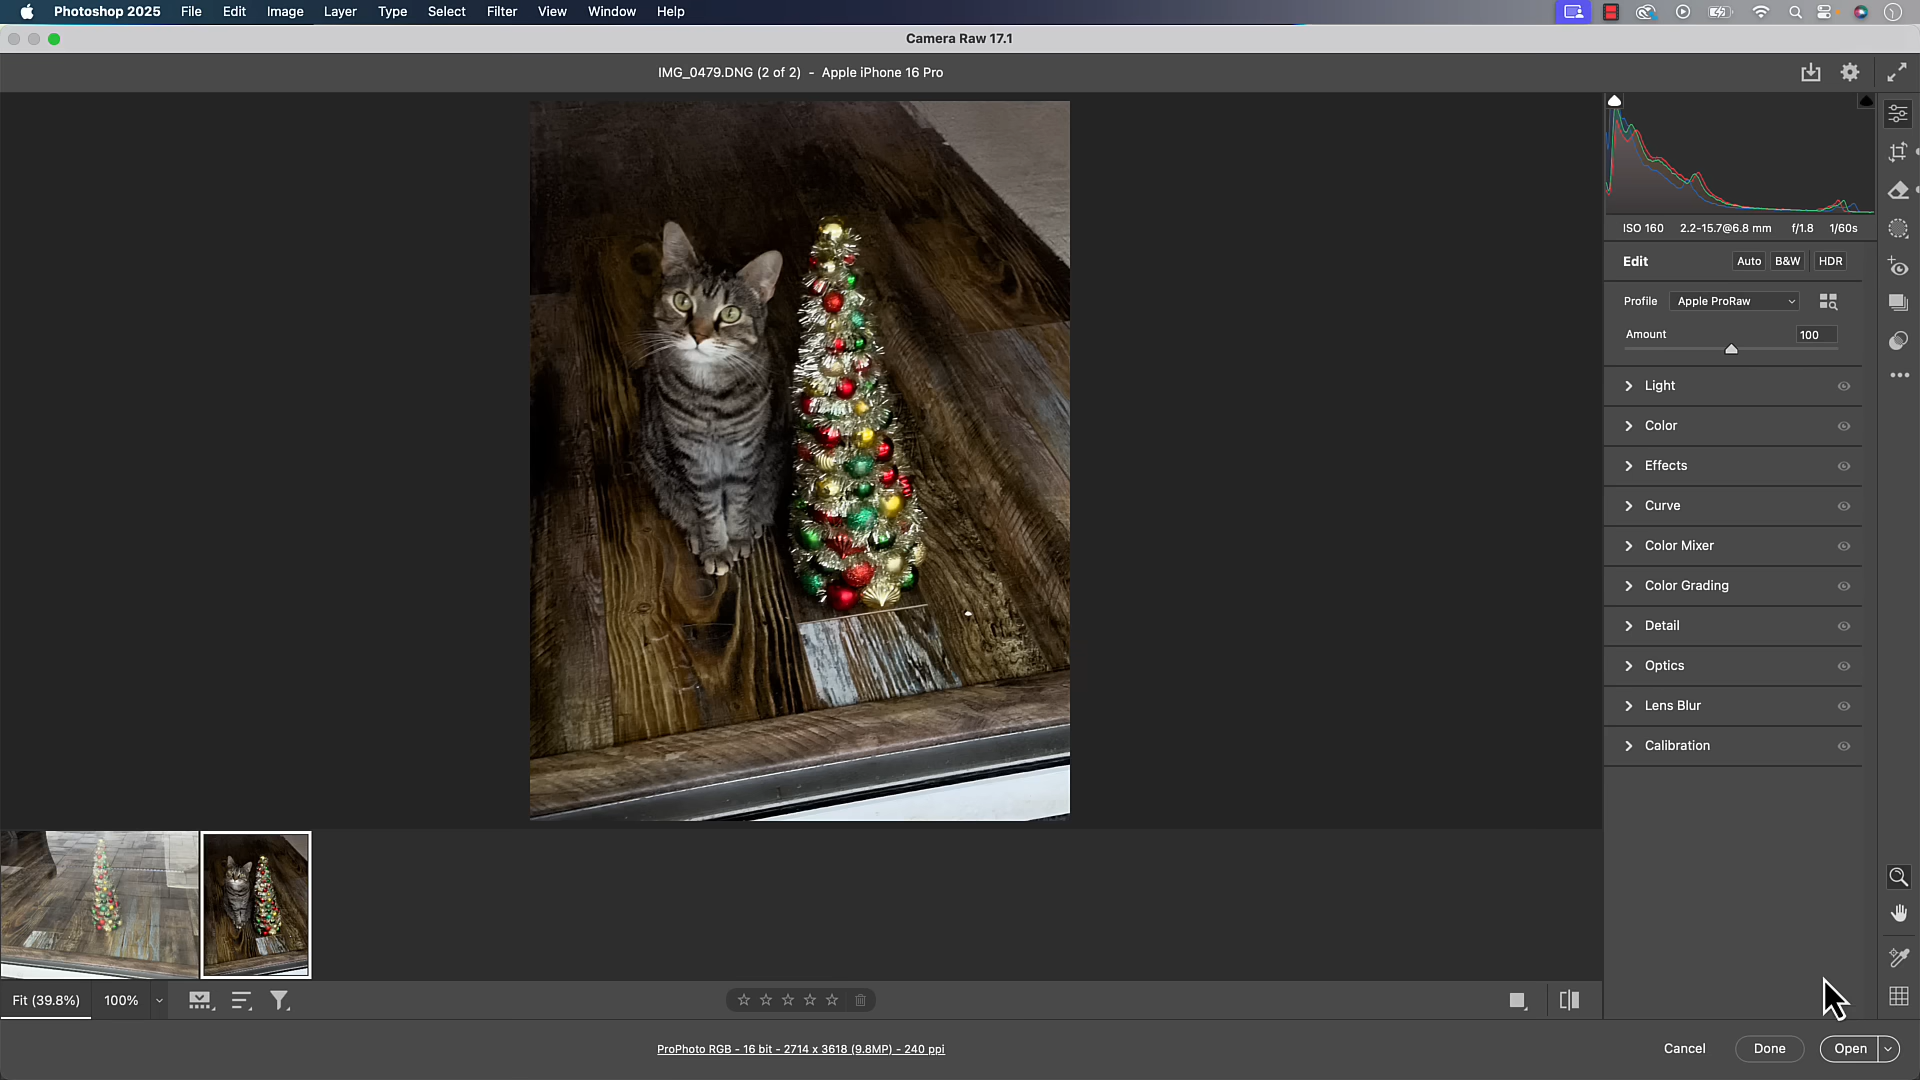 Photoshop 2025 File Edit Image Layer Type Select Filter View Window Help
Camera Raw 17.1
IMG_0479.DNG (2 of 2) - Apple iPhone 16 Pro
ISO 160 2.2-15.7@6.8 mm f/1.8 1/60s
Edit Auto B&W HDR
Profile Apple ProRaw
Amount 100
Light
Color
Effects
Curve
Color Mixer
Color Grading
Detail
Optics
Lens Blur
Calibration
Fit (39.8%) 100%
ProPhoto RGB - 16 bit - 2714 x 3618 (9.8MP) - 240 ppi
Cancel Done Open